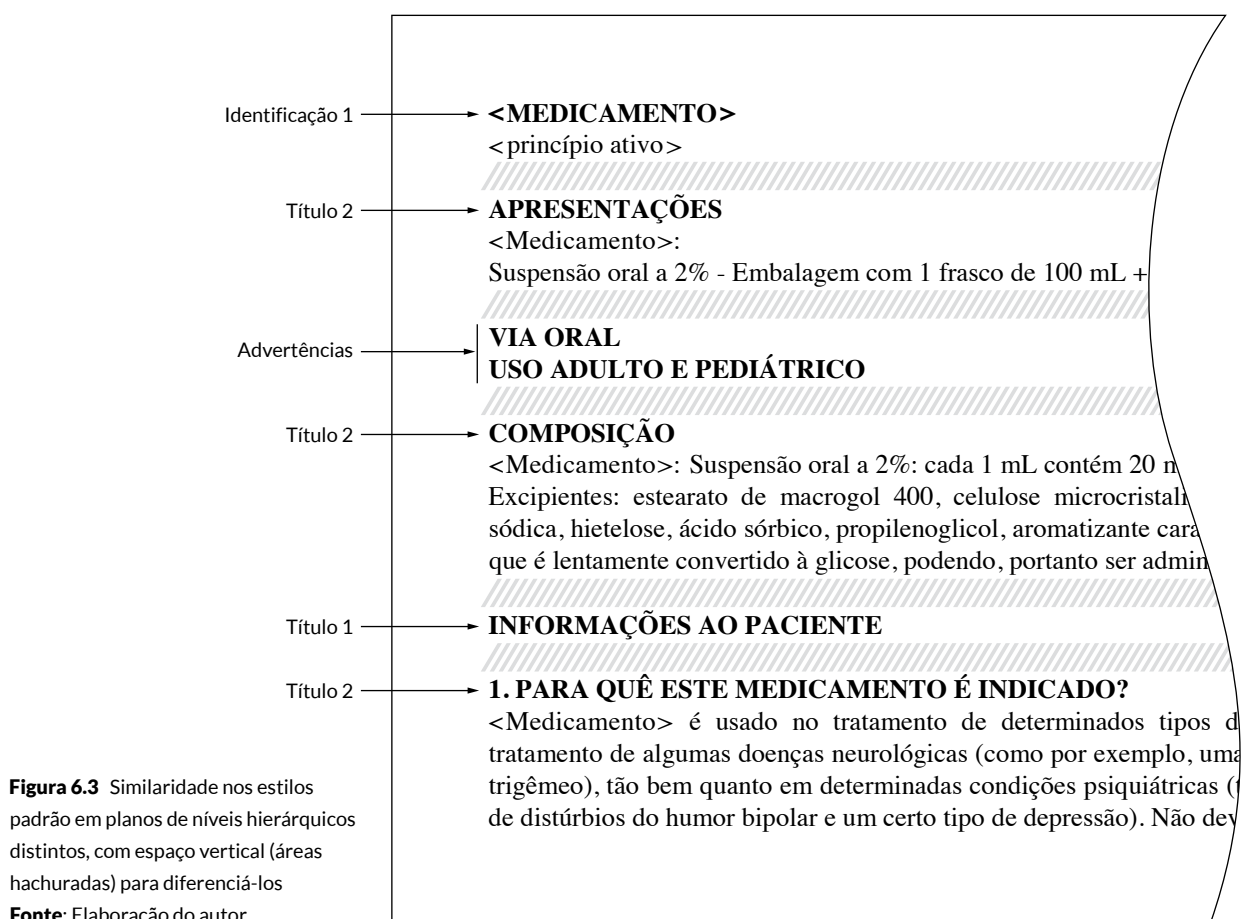 Identificação 1
<MEDICAMENTO>
<princípio ativo>
Título 2
APRESENTAÇÕES
<Medicamento>:
Suspensão oral a 2% - Embalagem com 1 frasco de 100 mL +
Advertências
VIA ORAL
USO ADULTO E PEDIÁTRICO
Título 2
COMPOSIÇÃO
<Medicamento>: Suspensão oral a 2%: cada 1 mL contém 20
Excipientes: estearato de macrogol 400, celulose
sódica, hietelose, ácido sórbico, propilenoglicol, aromatizante
que é lentamente convertido à glicose, podendo, portanto ser
Título 1
INFORMAÇÕES AO PACIENTE
Título 2
1. PARA QUÊ ESTE MEDICAMENTO É INDICADO?
<Medicamento> é usado no tratamento de determinados tipos
tratamento de algumas doenças neurológicas (como por exemplo, uma
trigêmeo), tão bem quanto em determinadas condições psiquiátricas
de distúrbios do humor bipolar e um certo tipo de depressão). Não
Figura 6.3 Similaridade nos estilos
padrão em planos de níveis hierárquicos
distintos, com espaço vertical (áreas
hachuradas) para diferenciá-los
Fonte: Elaboração do autor